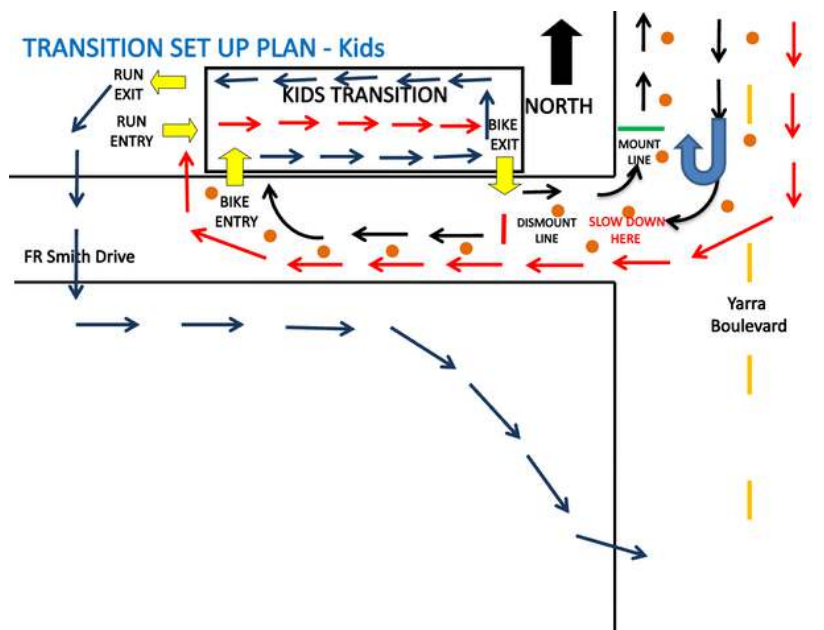 TRANSITION SET UP PLAN - Kids
RUN
EXIT
KIDS TRANSITION
NORTH
RUN
ENTRY
BIKE
EXIT
MOUNT
LINE
BIKE
ENTRY
DISMOUNT
LINE
SLOW DOWN
HERE
FR Smith Drive
Yarra
Boulevard